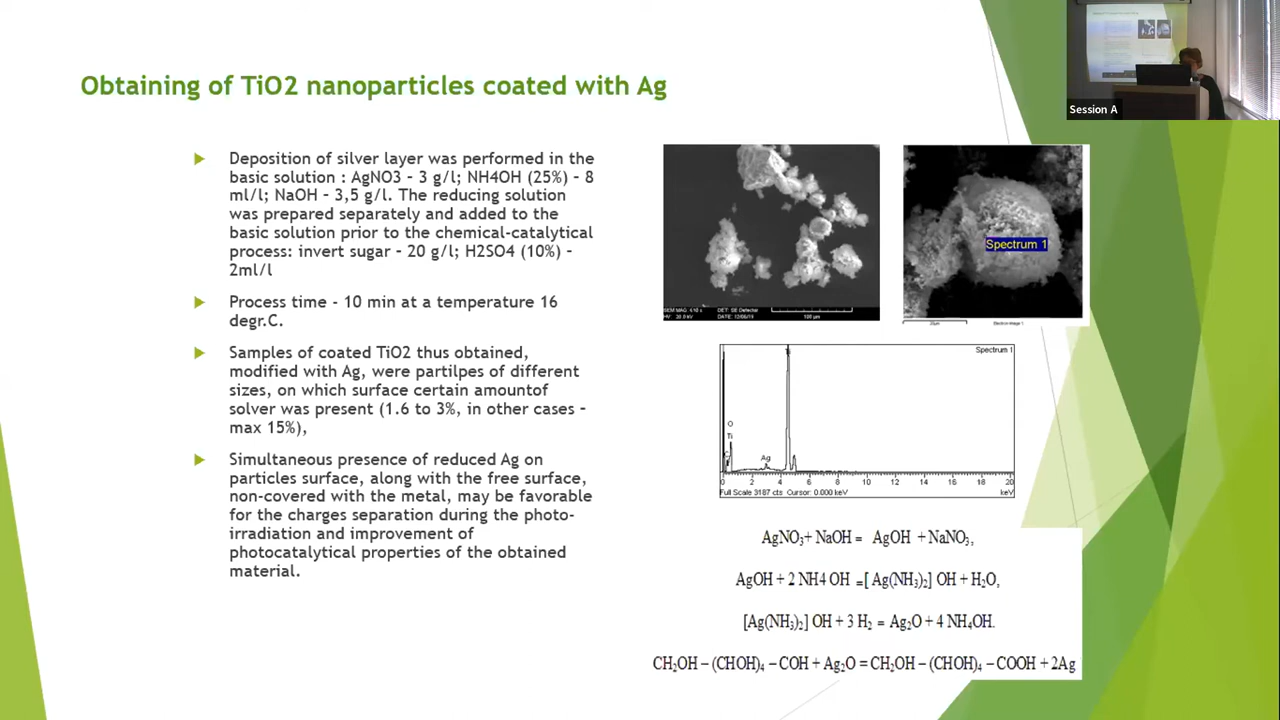 Obtaining of TiO2 nanoparticles coated with Ag
Session A
Deposition of silver layer was performed in the
basic solution : AgNO3 – 3 g/l; NH4OH (25%) – 8
ml/l; NaOH – 3,5 g/l. The reducing solution
was prepared separately and added to the
basic solution prior to the chemical-catalytical
process: invert sugar – 20 g/l; H2SO4 (10%) –
2ml/l
Process time - 10 min at a temperature 16
degr.C.
Samples of coated TiO2 thus obtained,
modified with Ag, were partilpes of different
sizes, on which surface certain amountof
solver was present (1.6 to 3%, in other cases –
max 15%),
Simultaneous presence of reduced Ag on
particles surface, along with the free surface,
non-covered with the metal, may be favorable
for the charges separation during the photo-
irradiation and improvement of
photocatalytical properties of the obtained
material.
DET: SE Detector
100 µm
Spectrum 1
Electron Image 1
Spectrum 1
O
Ti
Ag
0 2 4 6 8 10 12 14 16 18 20
Full Scale 3187 cts Cursor: 0.000 keV
keV
AgNO₃+ NaOH = AgOH + NaNO₃,
AgOH + 2 NH4 OH =[ Ag(NH₃)₂] OH + H₂O,
[Ag(NH₃)₂] OH + 3 H₂ = Ag₂O + 4 NH₄OH.
CH₂OH – (CHOH)₄ – COH + Ag₂O = CH₂OH – (CHOH)₄ – COOH + 2Ag